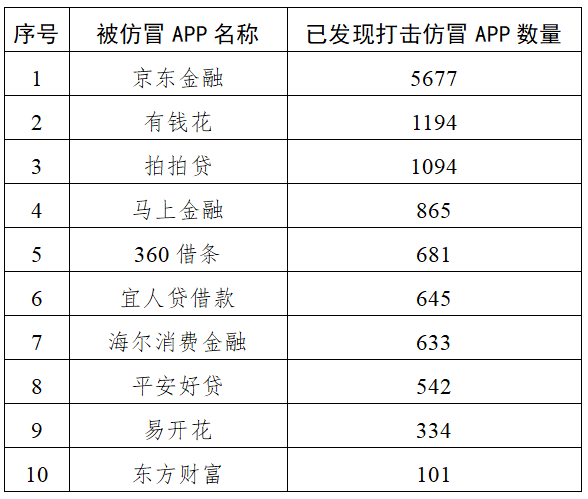 序号 被仿冒 APP 名称 已发现打击仿冒 APP 数量
1 京东金融 5677
2 有钱花 1194
3 拍拍贷 1094
4 马上金融 865
5 360 借条 681
6 宜人贷借款 645
7 海尔消费金融 633
8 平安好贷 542
9 易开花 334
10 东方财富 101